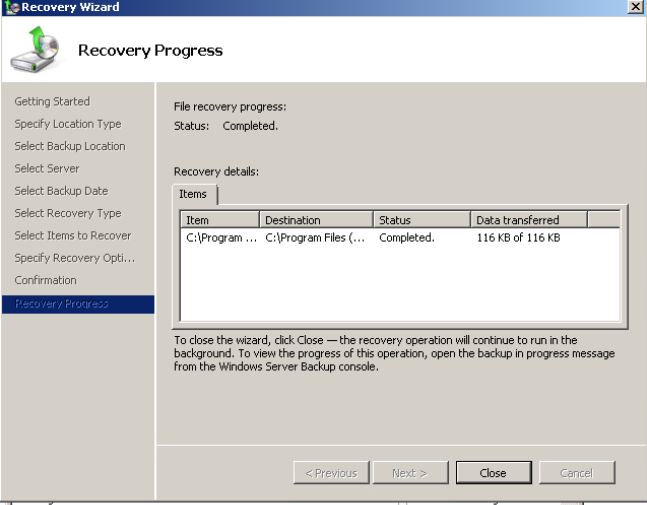 Recovery Wizard
Recovery Progress
Getting Started
Specify Location Type
Select Backup Location
Select Server
Select Backup Date
Select Recovery Type
Select Items to Recover
Specify Recovery Opti...
Confirmation
Recovery Progress
File recovery progress:
Status: Completed.
Recovery details:
Items
Item Destination Status Data transferred
C:\Program ... C:\Program Files (... Completed. 116 KB of 116 KB
To close the wizard, click Close — the recovery operation will continue to run in the
background. To view the progress of this operation, open the backup in progress message
from the Windows Server Backup console.
< Previous Next > Close Cancel